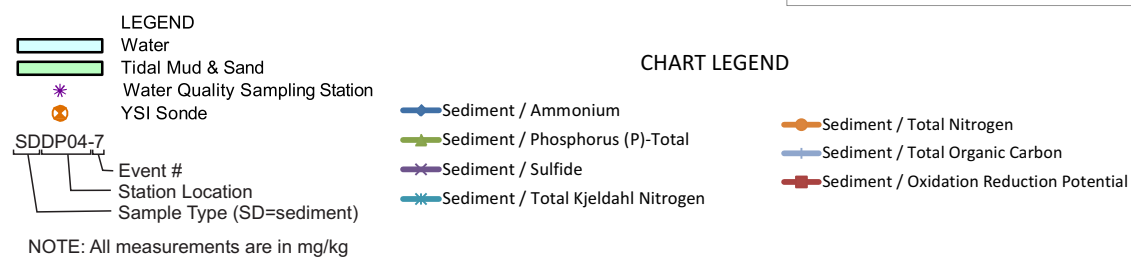 LEGEND
Water
Tidal Mud & Sand
Water Quality Sampling Station
YSI Sonde
SDDP04-7
Event #
Station Location
Sample Type (SD=sediment)
NOTE: All measurements are in mg/kg
CHART LEGEND
Sediment / Ammonium
Sediment / Phosphorus (P)-Total
Sediment / Sulfide
Sediment / Total Kjeldahl Nitrogen
Sediment / Total Nitrogen
Sediment / Total Organic Carbon
Sediment / Oxidation Reduction Potential